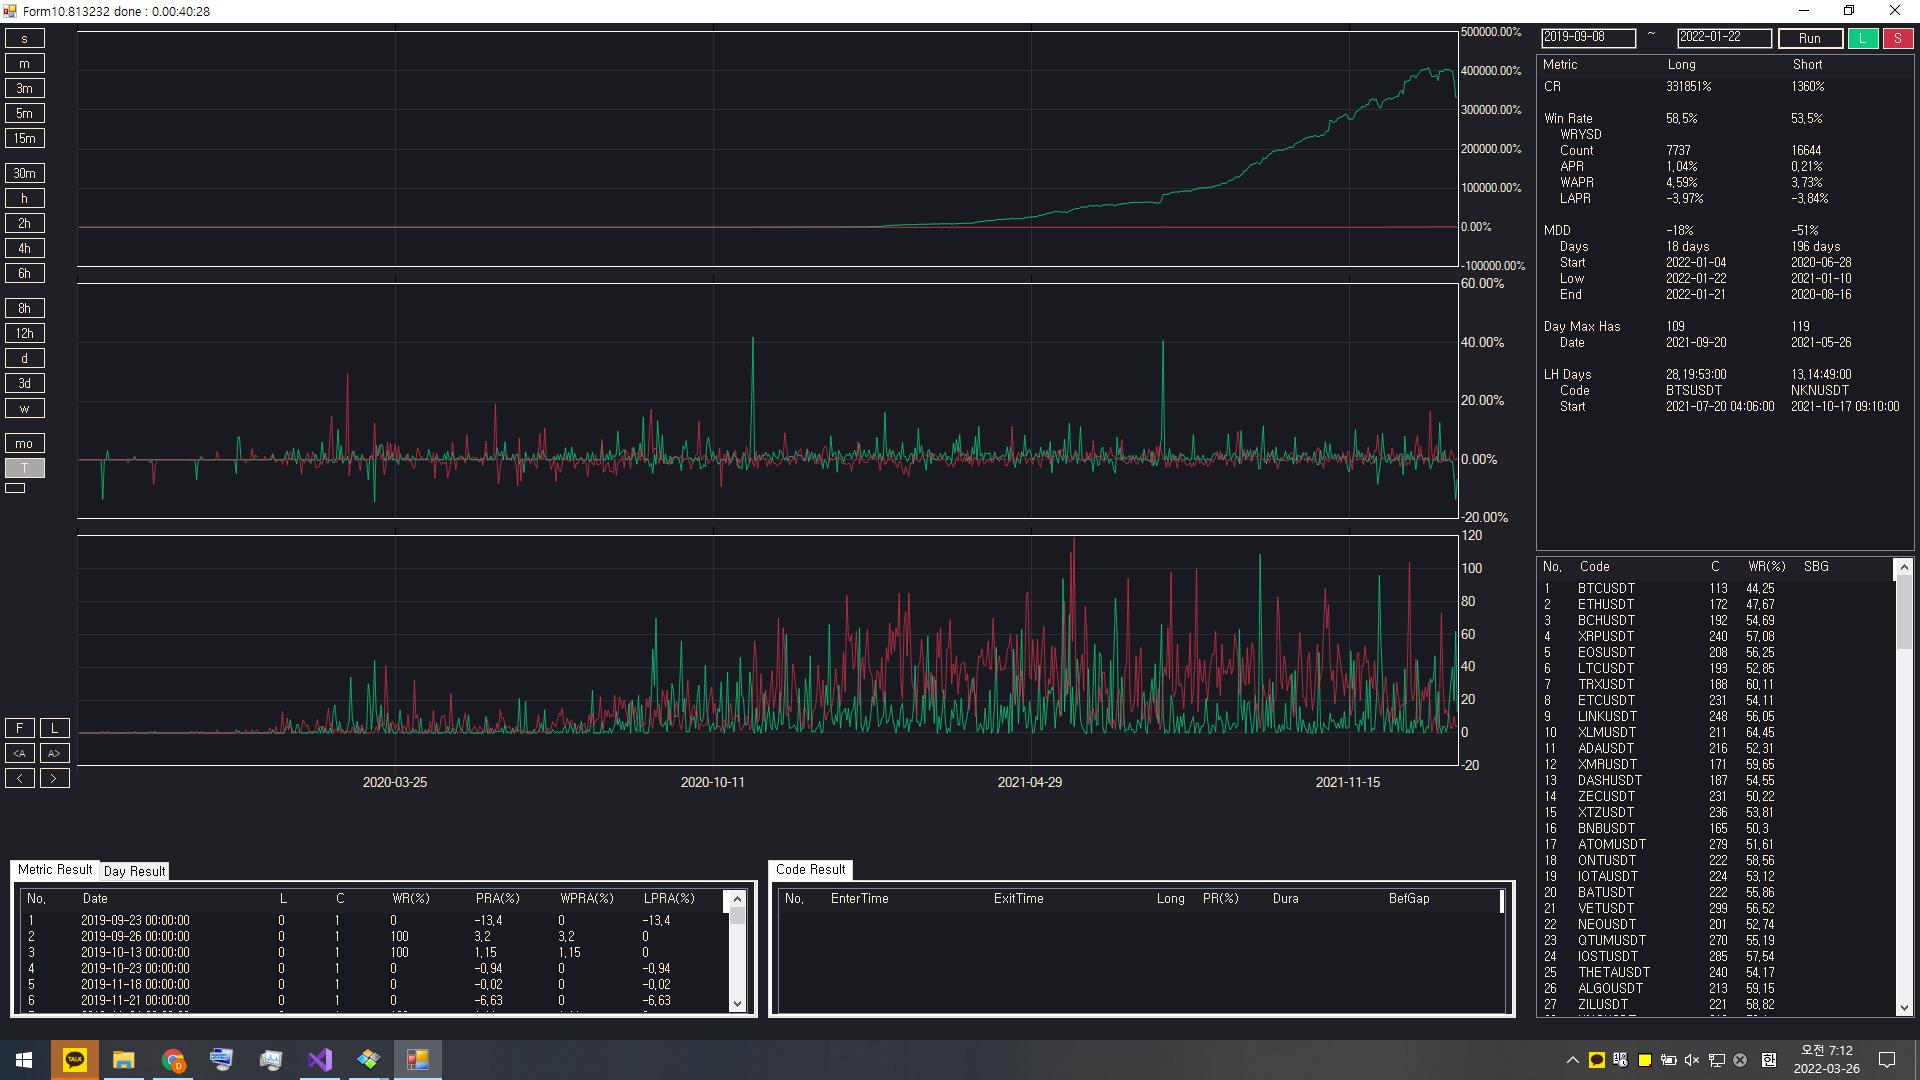 Form10.813232 done : 0.00:40:28
s
m
3m
5m
15m
30m
h
2h
4h
6h
8h
12h
d
3d
w
mo
T
F L
<A A>
< >
500000.00%
400000.00%
300000.00%
200000.00%
100000.00%
0.00%
-100000.00%
60.00%
40.00%
20.00%
0.00%
-20.00%
120
100
80
60
40
20
0
-20
2020-03-25 2020-10-11 2021-04-29 2021-11-15
2019-09-08 ~ 2022-01-22 Run L S
Metric Long Short
CR 331851% 1360%
Win Rate 58,5% 53,5%
WRYSD
Count 7737 16644
APR 1,04% 0,21%
WAPR 4,59% 3,73%
LAPR -3,97% -3,84%
MDD -18% -51%
Days 18 days 196 days
Start 2022-01-04 2020-06-28
Low 2022-01-22 2021-01-10
End 2022-01-21 2020-08-16
Day Max Has 109 119
Date 2021-09-20 2021-05-26
LH Days 28,19:53:00 13,14:49:00
Code BTSUSDT NKNUSDT
Start 2021-07-20 04:06:00 2021-10-17 09:10:00
No, Code C WR(%) SBG
1 BTCUSDT 113 44,25
2 ETHUSDT 172 47,67
3 BCHUSDT 192 54,69
4 XRPUSDT 240 57,08
5 EOSUSDT 208 56,25
6 LTCUSDT 193 52,85
7 TRXUSDT 188 60,11
8 ETCUSDT 231 54,11
9 LINKUSDT 248 56,05
10 XLMUSDT 211 64,45
11 ADAUSDT 216 52,31
12 XMRUSDT 171 59,65
13 DASHUSDT 187 54,55
14 ZECUSDT 231 50,22
15 XTZUSDT 236 53,81
16 BNBUSDT 165 50,3
17 ATOMUSDT 279 51,61
18 ONTUSDT 222 58,56
19 IOTAUSDT 224 53,12
20 BATUSDT 222 55,86
21 VETUSDT 299 56,52
22 NEOUSDT 201 52,74
23 QTUMUSDT 270 55,19
24 IOSTUSDT 285 57,54
25 THETAUSDT 240 54,17
26 ALGOUSDT 213 59,15
27 ZILUSDT 221 58,82
Metric Result Day Result
No, Date L C WR(%) PRA(%) WPRA(%) LPRA(%)
1 2019-09-23 00:00:00 0 1 0 -13,4 0 -13,4
2 2019-09-26 00:00:00 0 1 100 3,2 3,2 0
3 2019-10-13 00:00:00 0 1 100 1,15 1,15 0
4 2019-10-23 00:00:00 0 1 0 -0,94 0 -0,94
5 2019-11-18 00:00:00 0 1 0 -0,02 0 -0,02
6 2019-11-21 00:00:00 0 1 0 -6,63 0 -6,63
Code Result
No, EnterTime ExitTime Long PR(%) Dura BefGap
TALK
오전 7:12
2022-03-26